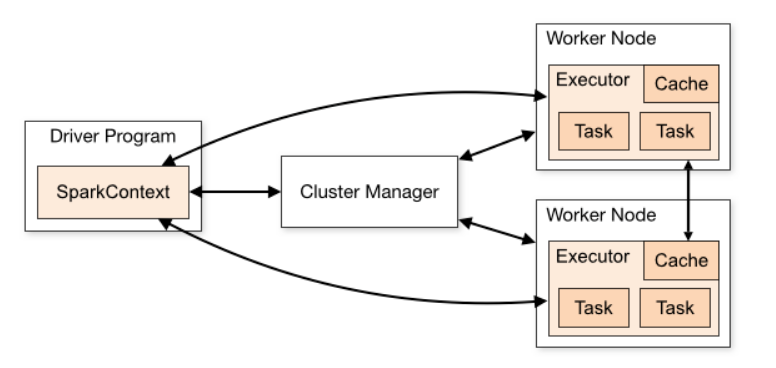 Driver Program
SparkContext
Cluster Manager
Worker Node
Executor
Cache
Task
Task
Worker Node
Executor
Cache
Task
Task